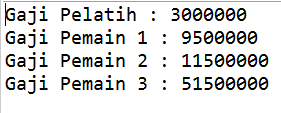 Gaji Pelatih : 3000000
Gaji Pemain 1 : 9500000
Gaji Pemain 2 : 11500000
Gaji Pemain 3 : 51500000